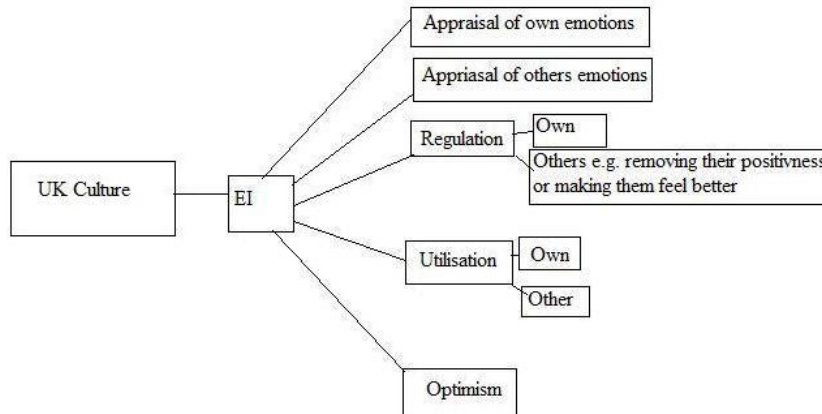 Appraisal of own emotions
Appriasal of others emotions
Regulation
Own
Others e.g. removing their positivness
or making them feel better
UK Culture
EI
Utilisation
Own
Other
Optimism